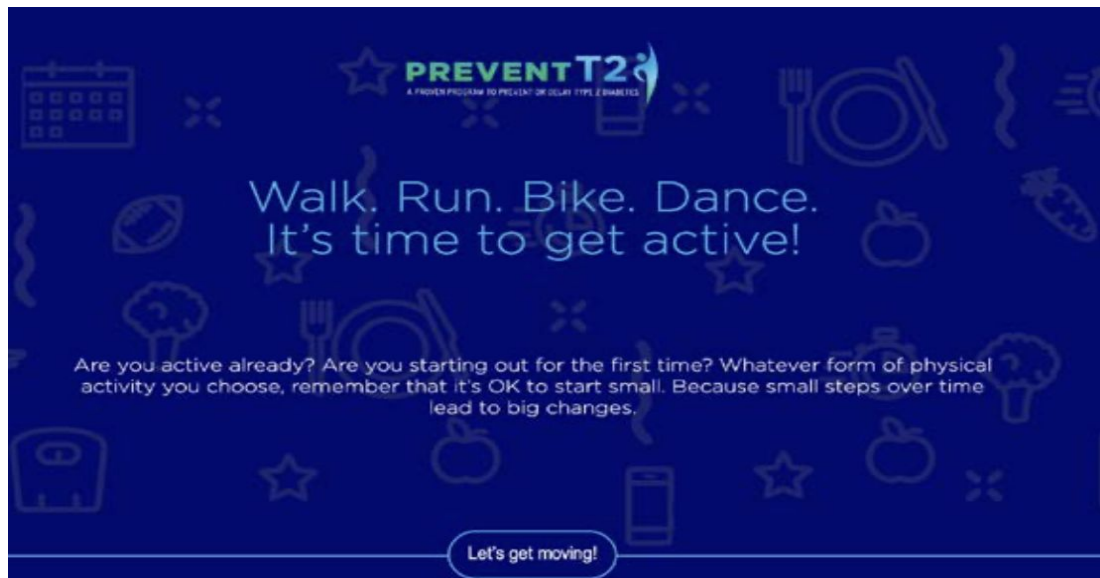 PREVENT T2
A PROVEN PROGRAM TO PREVENT OR DELAY TYPE 2 DIABETES
Walk. Run. Bike. Dance.
It's time to get active!
Are you active already? Are you starting out for the first time? Whatever form of physical
activity you choose, remember that it's OK to start small. Because small steps over time
lead to big changes.
Let's get moving!